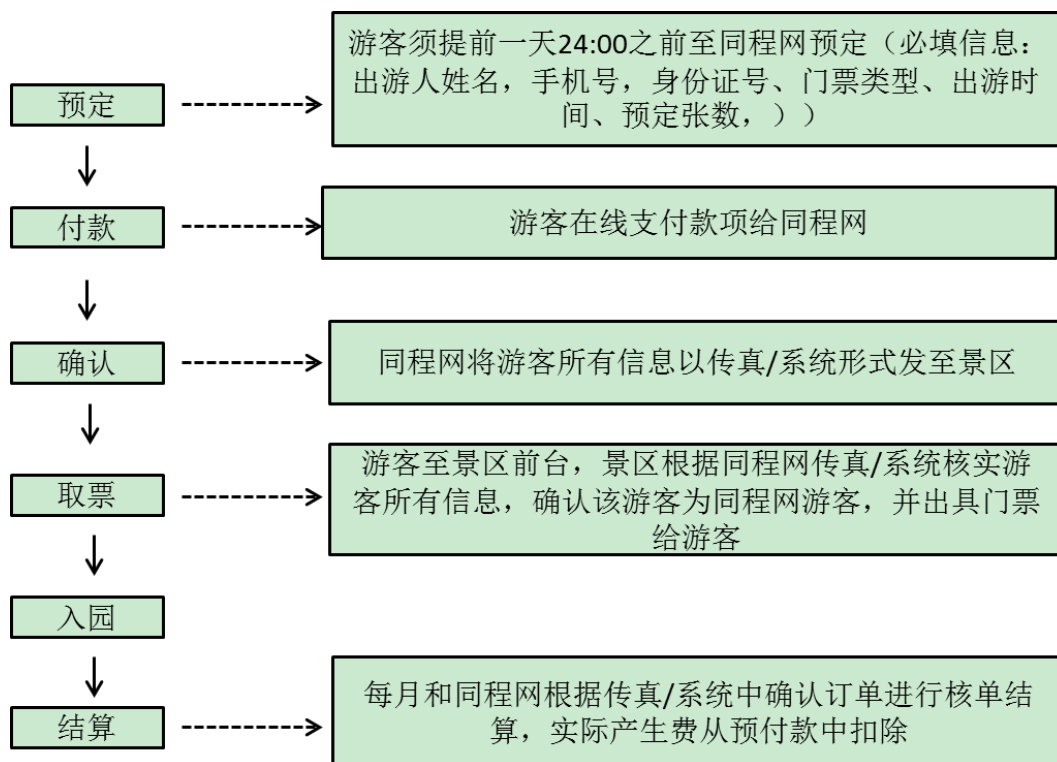 预定
游客须提前一天24:00之前至同程网预定（必填信息：
出游人姓名，手机号，身份证号、门票类型、出游时
间、预定张数，））
付款
游客在线支付款项给同程网
确认
同程网将游客所有信息以传真/系统形式发至景区
取票
游客至景区前台，景区根据同程网传真/系统核实游
客所有信息，确认该游客为同程网游客，并出具门票
给游客
入园
结算
每月和同程网根据传真/系统中确认订单进行核单结
算，实际产生费从预付款中扣除